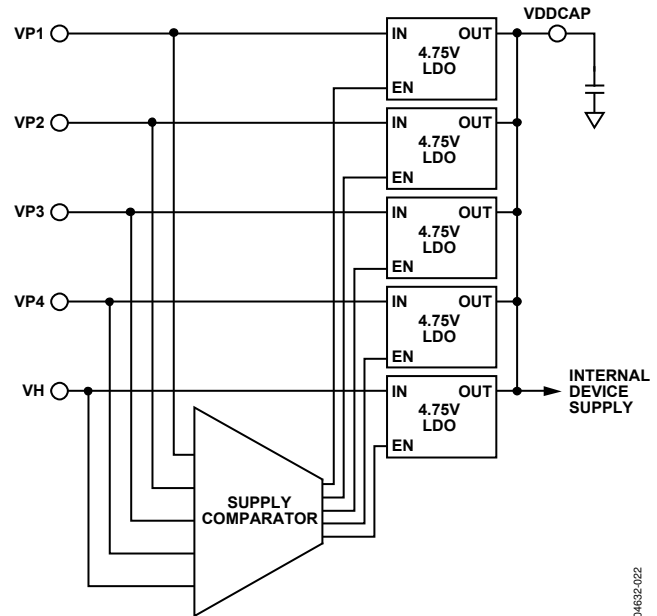 VP1
IN OUT
4.75V
LDO
EN
VDDCAP
VP2
IN OUT
4.75V
LDO
EN
VP3
IN OUT
4.75V
LDO
EN
VP4
IN OUT
4.75V
LDO
EN
VH
IN OUT
4.75V
LDO
EN
INTERNAL
DEVICE
SUPPLY
SUPPLY
COMPARATOR
04632-022